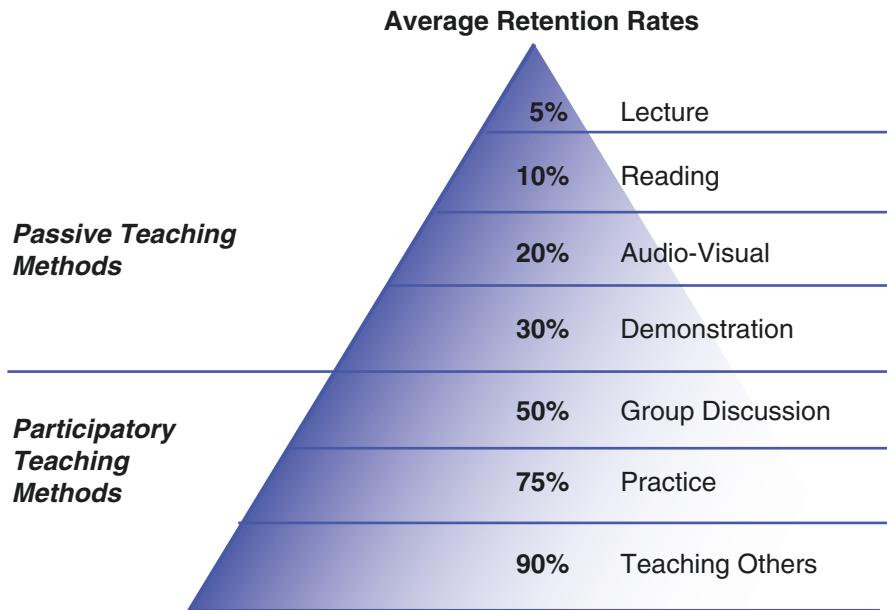 Average Retention Rates
5% Lecture
10% Reading
Passive Teaching
Methods
20% Audio-Visual
30% Demonstration
50% Group Discussion
Participatory
Teaching
Methods
75% Practice
90% Teaching Others